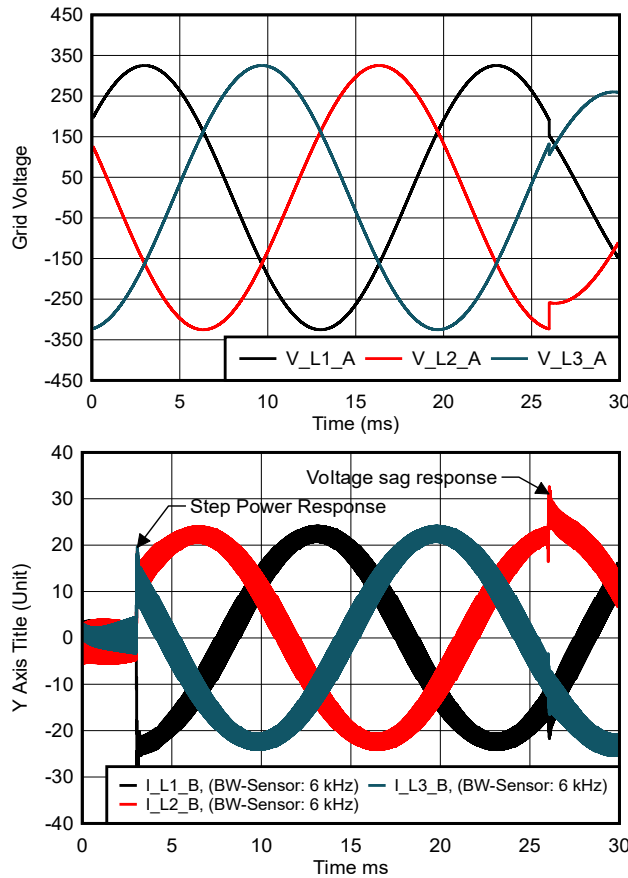 450
350
250
150
50
-50
-150
-250
-350
-450
Grid Voltage
V_L1_A V_L2_A V_L3_A
0 5 10 15 20 25 30
Time (ms)
40
30
20
10
0
-10
-20
-30
-40
Y Axis Title (Unit)
Voltage sag response
Step Power Response
I_L1_B, (BW-Sensor: 6 kHz) I_L3_B, (BW-Sensor: 6 kHz)
I_L2_B, (BW-Sensor: 6 kHz)
0 5 10 15 20 25 30
Time ms